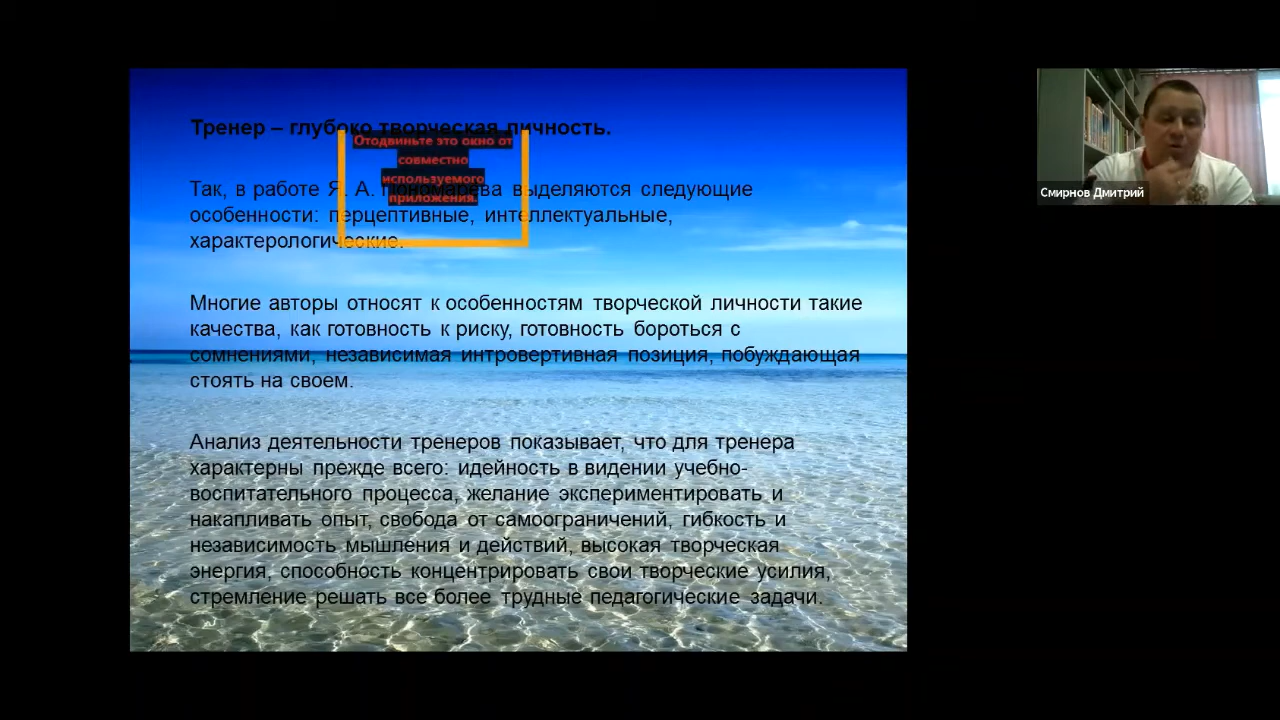 Тренер – глубоко творческая личность.
Отодвиньте это окно от
совместно
используемого
приложения.
Так, в работе Я. А. Пономарева выделяются следующие
особенности: перцептивные, интеллектуальные,
характерологические.
Многие авторы относят к особенностям творческой личности такие
качества, как готовность к риску, готовность бороться с
сомнениями, независимая интровертивная позиция, побуждающая
стоять на своем.
Анализ деятельности тренеров показывает, что для тренера
характерны прежде всего: идейность в видении учебно-
воспитательного процесса, желание экспериментировать и
накапливать опыт, свобода от самоограничений, гибкость и
независимость мышления и действий, высокая творческая
энергия, способность концентрировать свои творческие усилия,
стремление решать все более трудные педагогические задачи.
Смирнов Дмитрий